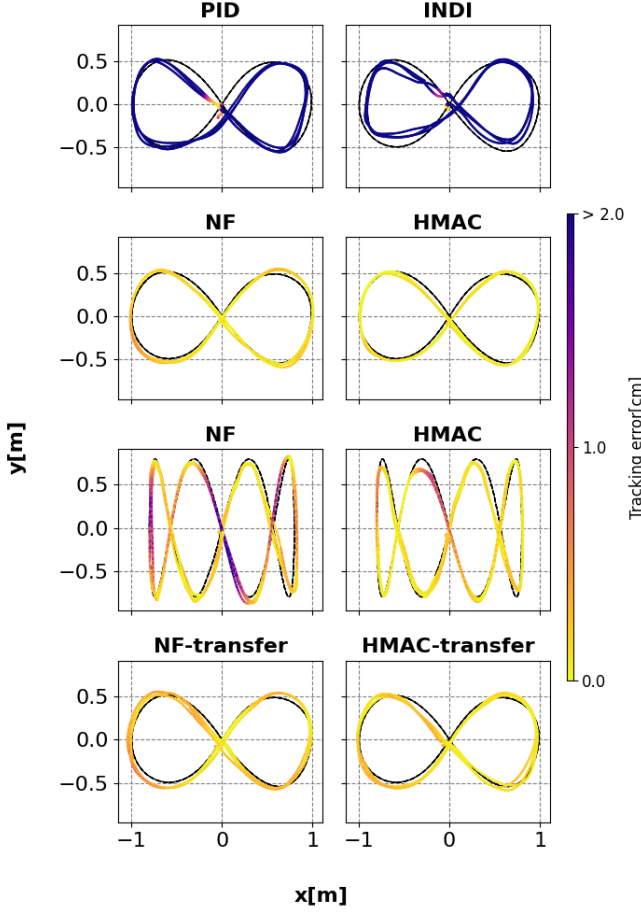 PID INDI
0.5
0.0
−0.5
NF HMAC
> 2.0
0.5
0.0
−0.5
NF HMAC
1.0
Tracking error[cm]
y[m]
0.5
0.0
−0.5
NF-transfer HMAC-transfer
0.0
0.5
0.0
−0.5
−1 0 1 −1 0 1
x[m]